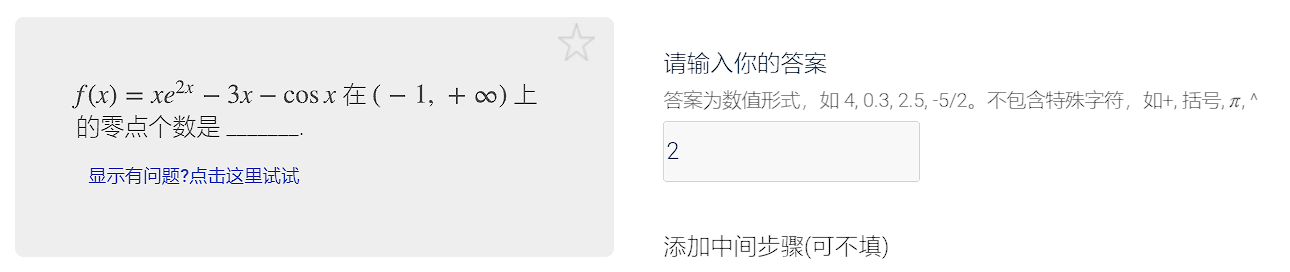 f(x) = xe^{2x} − 3x − cos x 在 ( − 1, + ∞) 上
的零点个数是 _______.
显示有问题?点击这里试试
请输入你的答案
答案为数值形式，如 4, 0.3, 2.5, -5/2。不包含特殊字符，如+, 括号, π, ^
2
添加中间步骤(可不填)